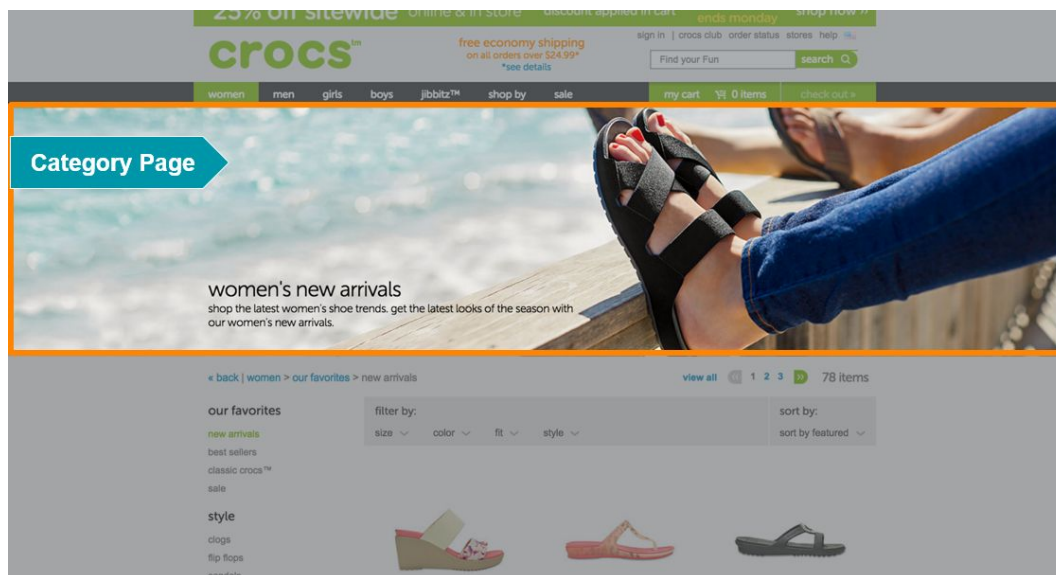 25% off sitewide online & in store discount applied in cart ends monday shop now »
crocs™
free economy shipping
on all orders over $24.99*
*see details
sign in | crocs club order status stores help
Find your Fun search
women men girls boys jibbitz™ shop by sale my cart 0 items check out »
Category Page
women's new arrivals
shop the latest women's shoe trends. get the latest looks of the season with
our women's new arrivals.
« back | women > our favorites > new arrivals view all « 1 2 3 » 78 items
our favorites filter by: sort by:
new arrivals size color fit style sort by featured
best sellers
classic crocs™
sale
style
clogs
flip flops
sandals